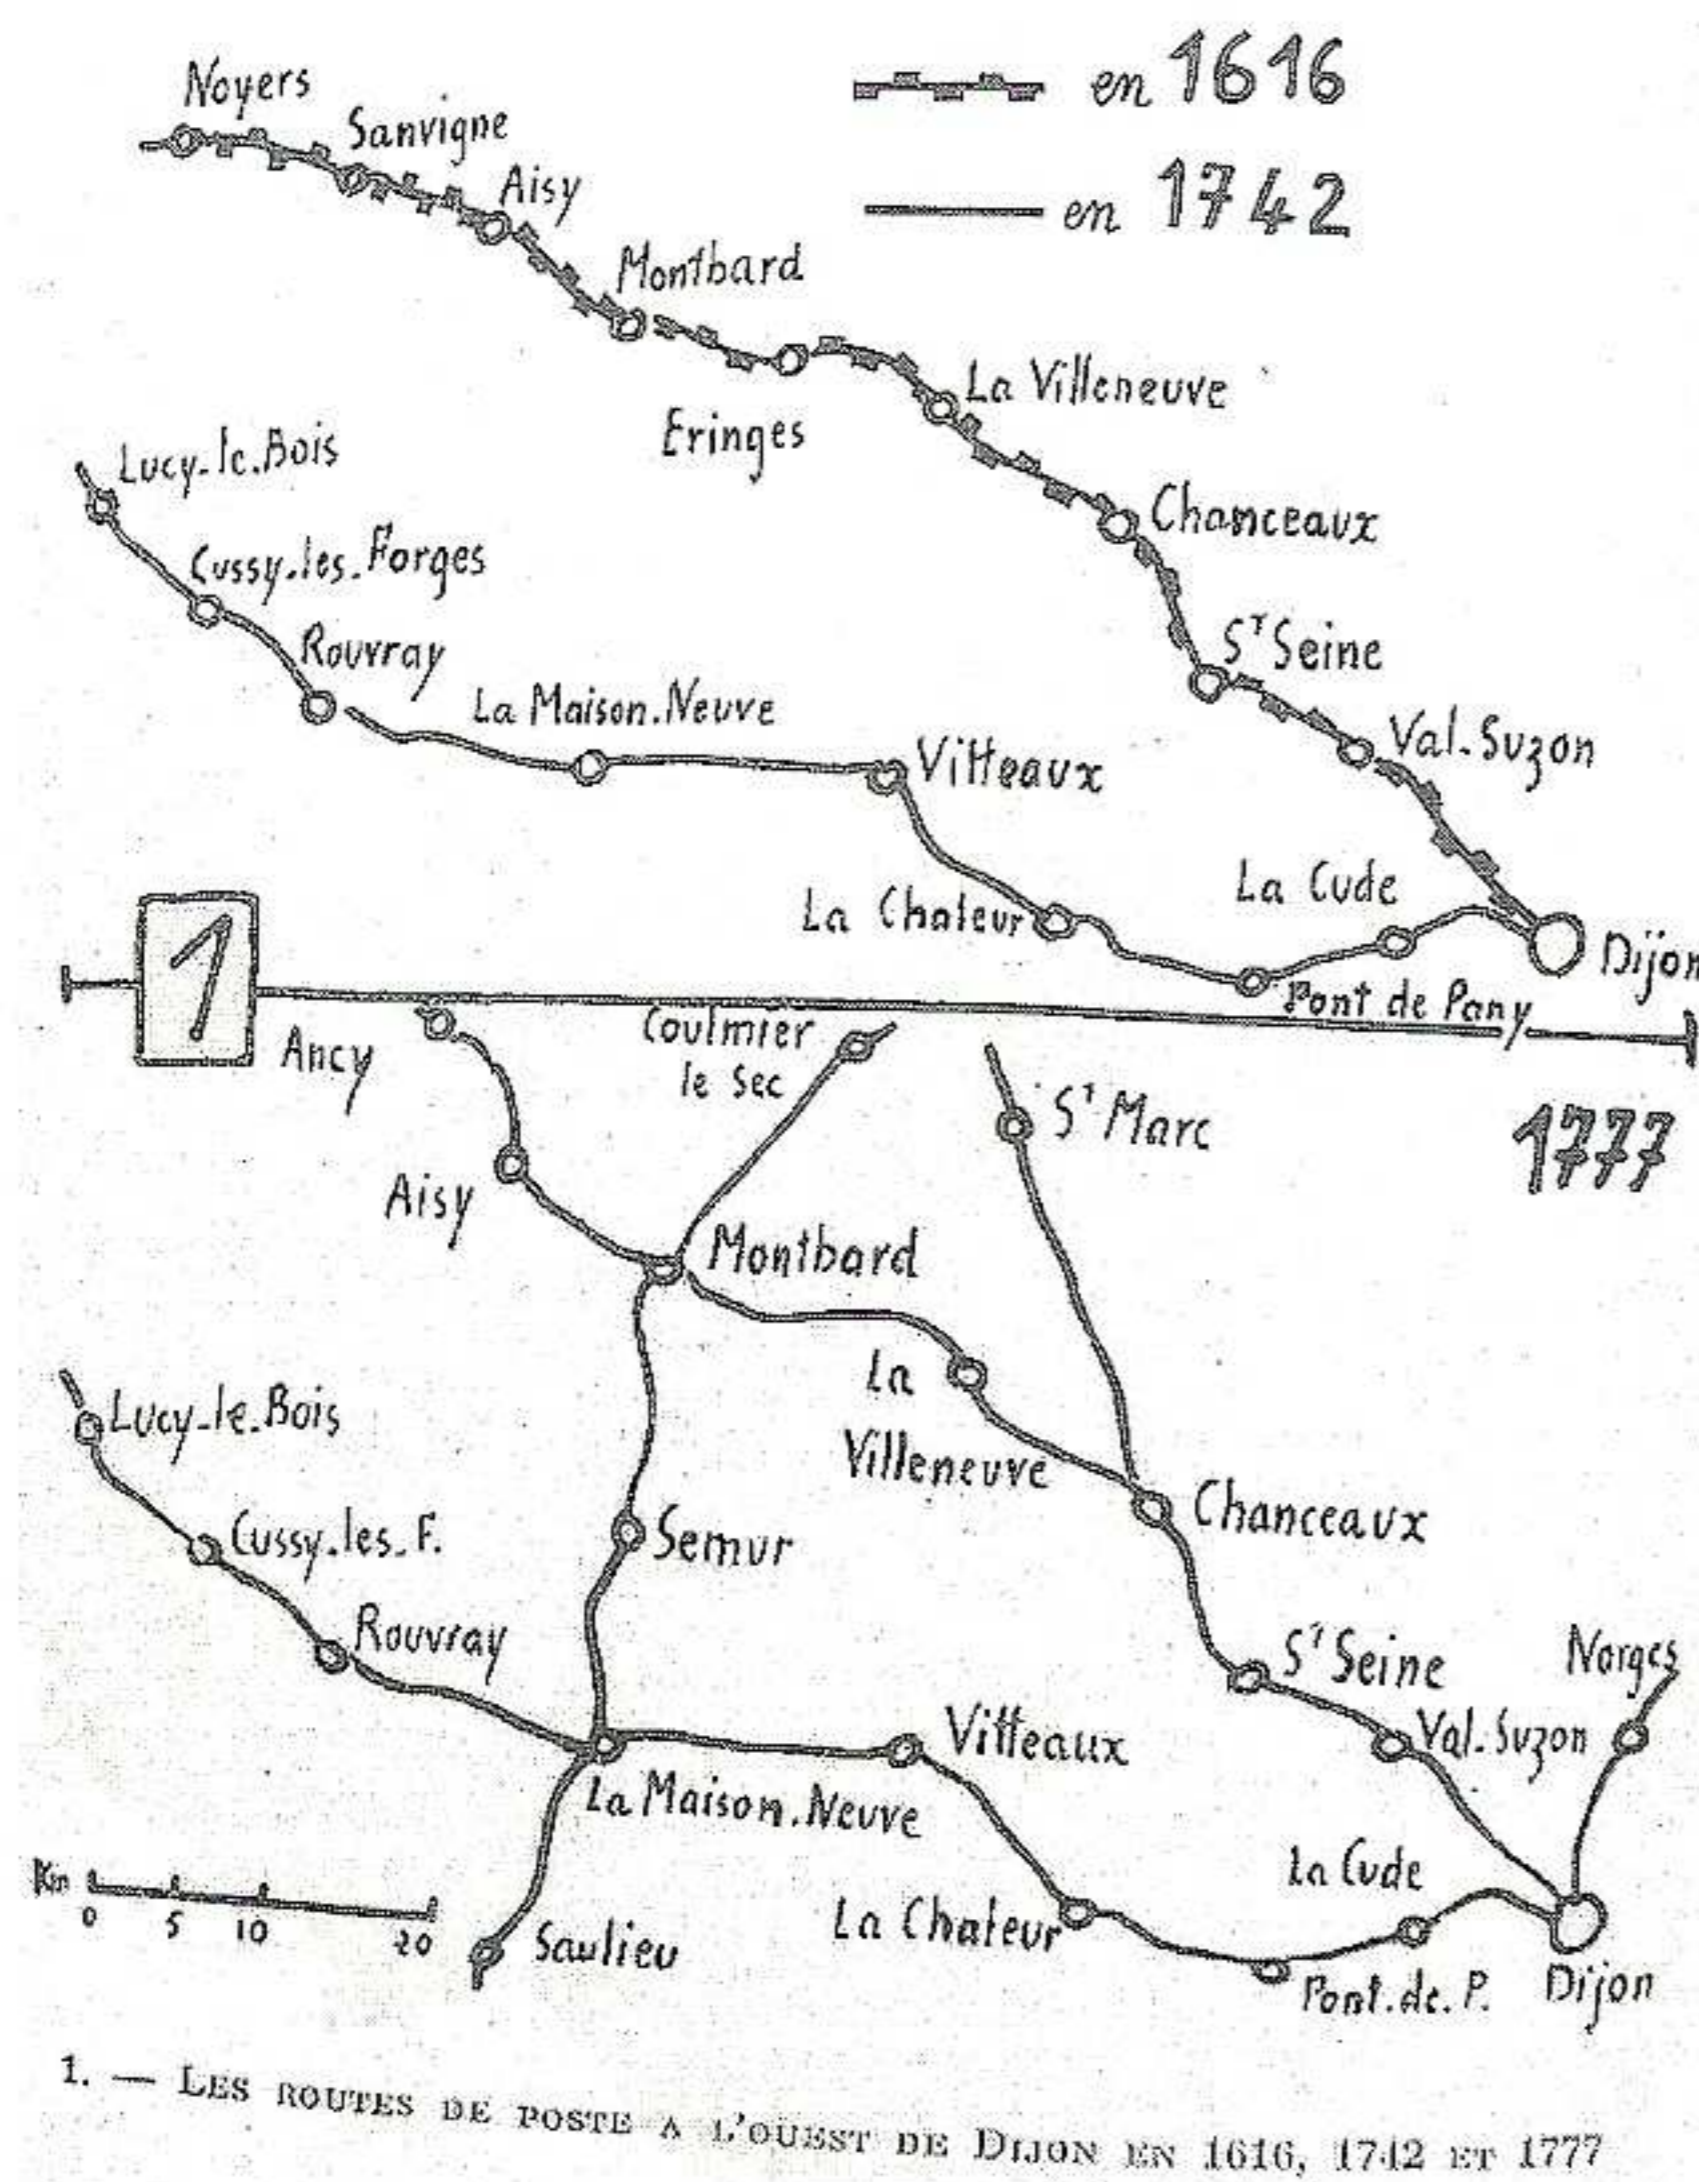 Noyers
Sanvigne
Aisy
Montbard
Eringes
La Villeneuve
Chanceaux
Sᵗ Seine
Val-Suzon
en 1616
en 1742
Lucy-le-Bois
Cussy-les-Forges
Rouvray
La Maison-Neuve
Vitteaux
La Chaleur
La Cude
Pont de Pany
Dijon
1
1777
Ancy
Coulmier
le Sec
Sᵗ Marc
Aisy
Montbard
La
Villeneuve
Lucy-le-Bois
Cussy-les-F.
Rouvray
Semur
Chanceaux
Sᵗ Seine
Norges
Val-Suzon
Vitteaux
La Maison-Neuve
La Cude
La Chaleur
Pont-de-P.
Dijon
Saulieu
Km
0 5 10 20
1. — LES ROUTES DE POSTE A L'OUEST DE DIJON EN 1616, 1742 ET 1777